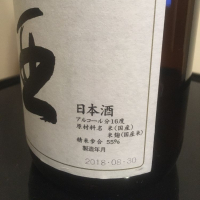 日本酒
アルコール分16度
原材料名 米(国産)
米麹(国産米)
精米歩合 55%
製造年月
2018.-06.-30